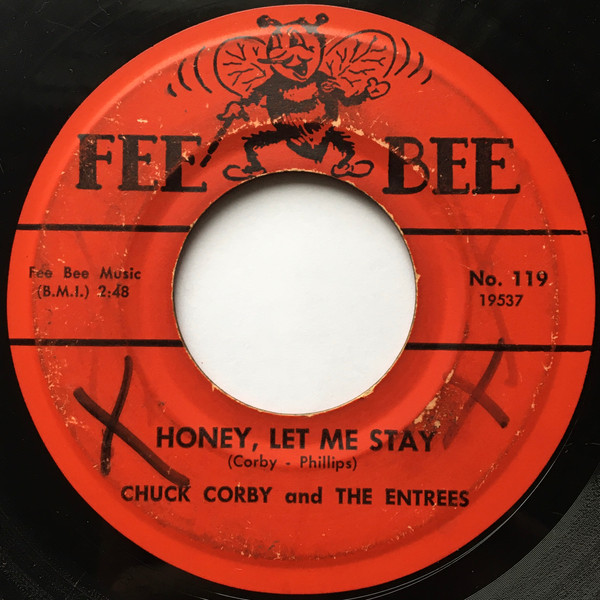 FEE BEE
Fee Bee Music
(B.M.I.) 2:48
No. 119
19537
X X
HONEY, LET ME STAY
(Corby - Phillips)
CHUCK CORBY and THE ENTREES